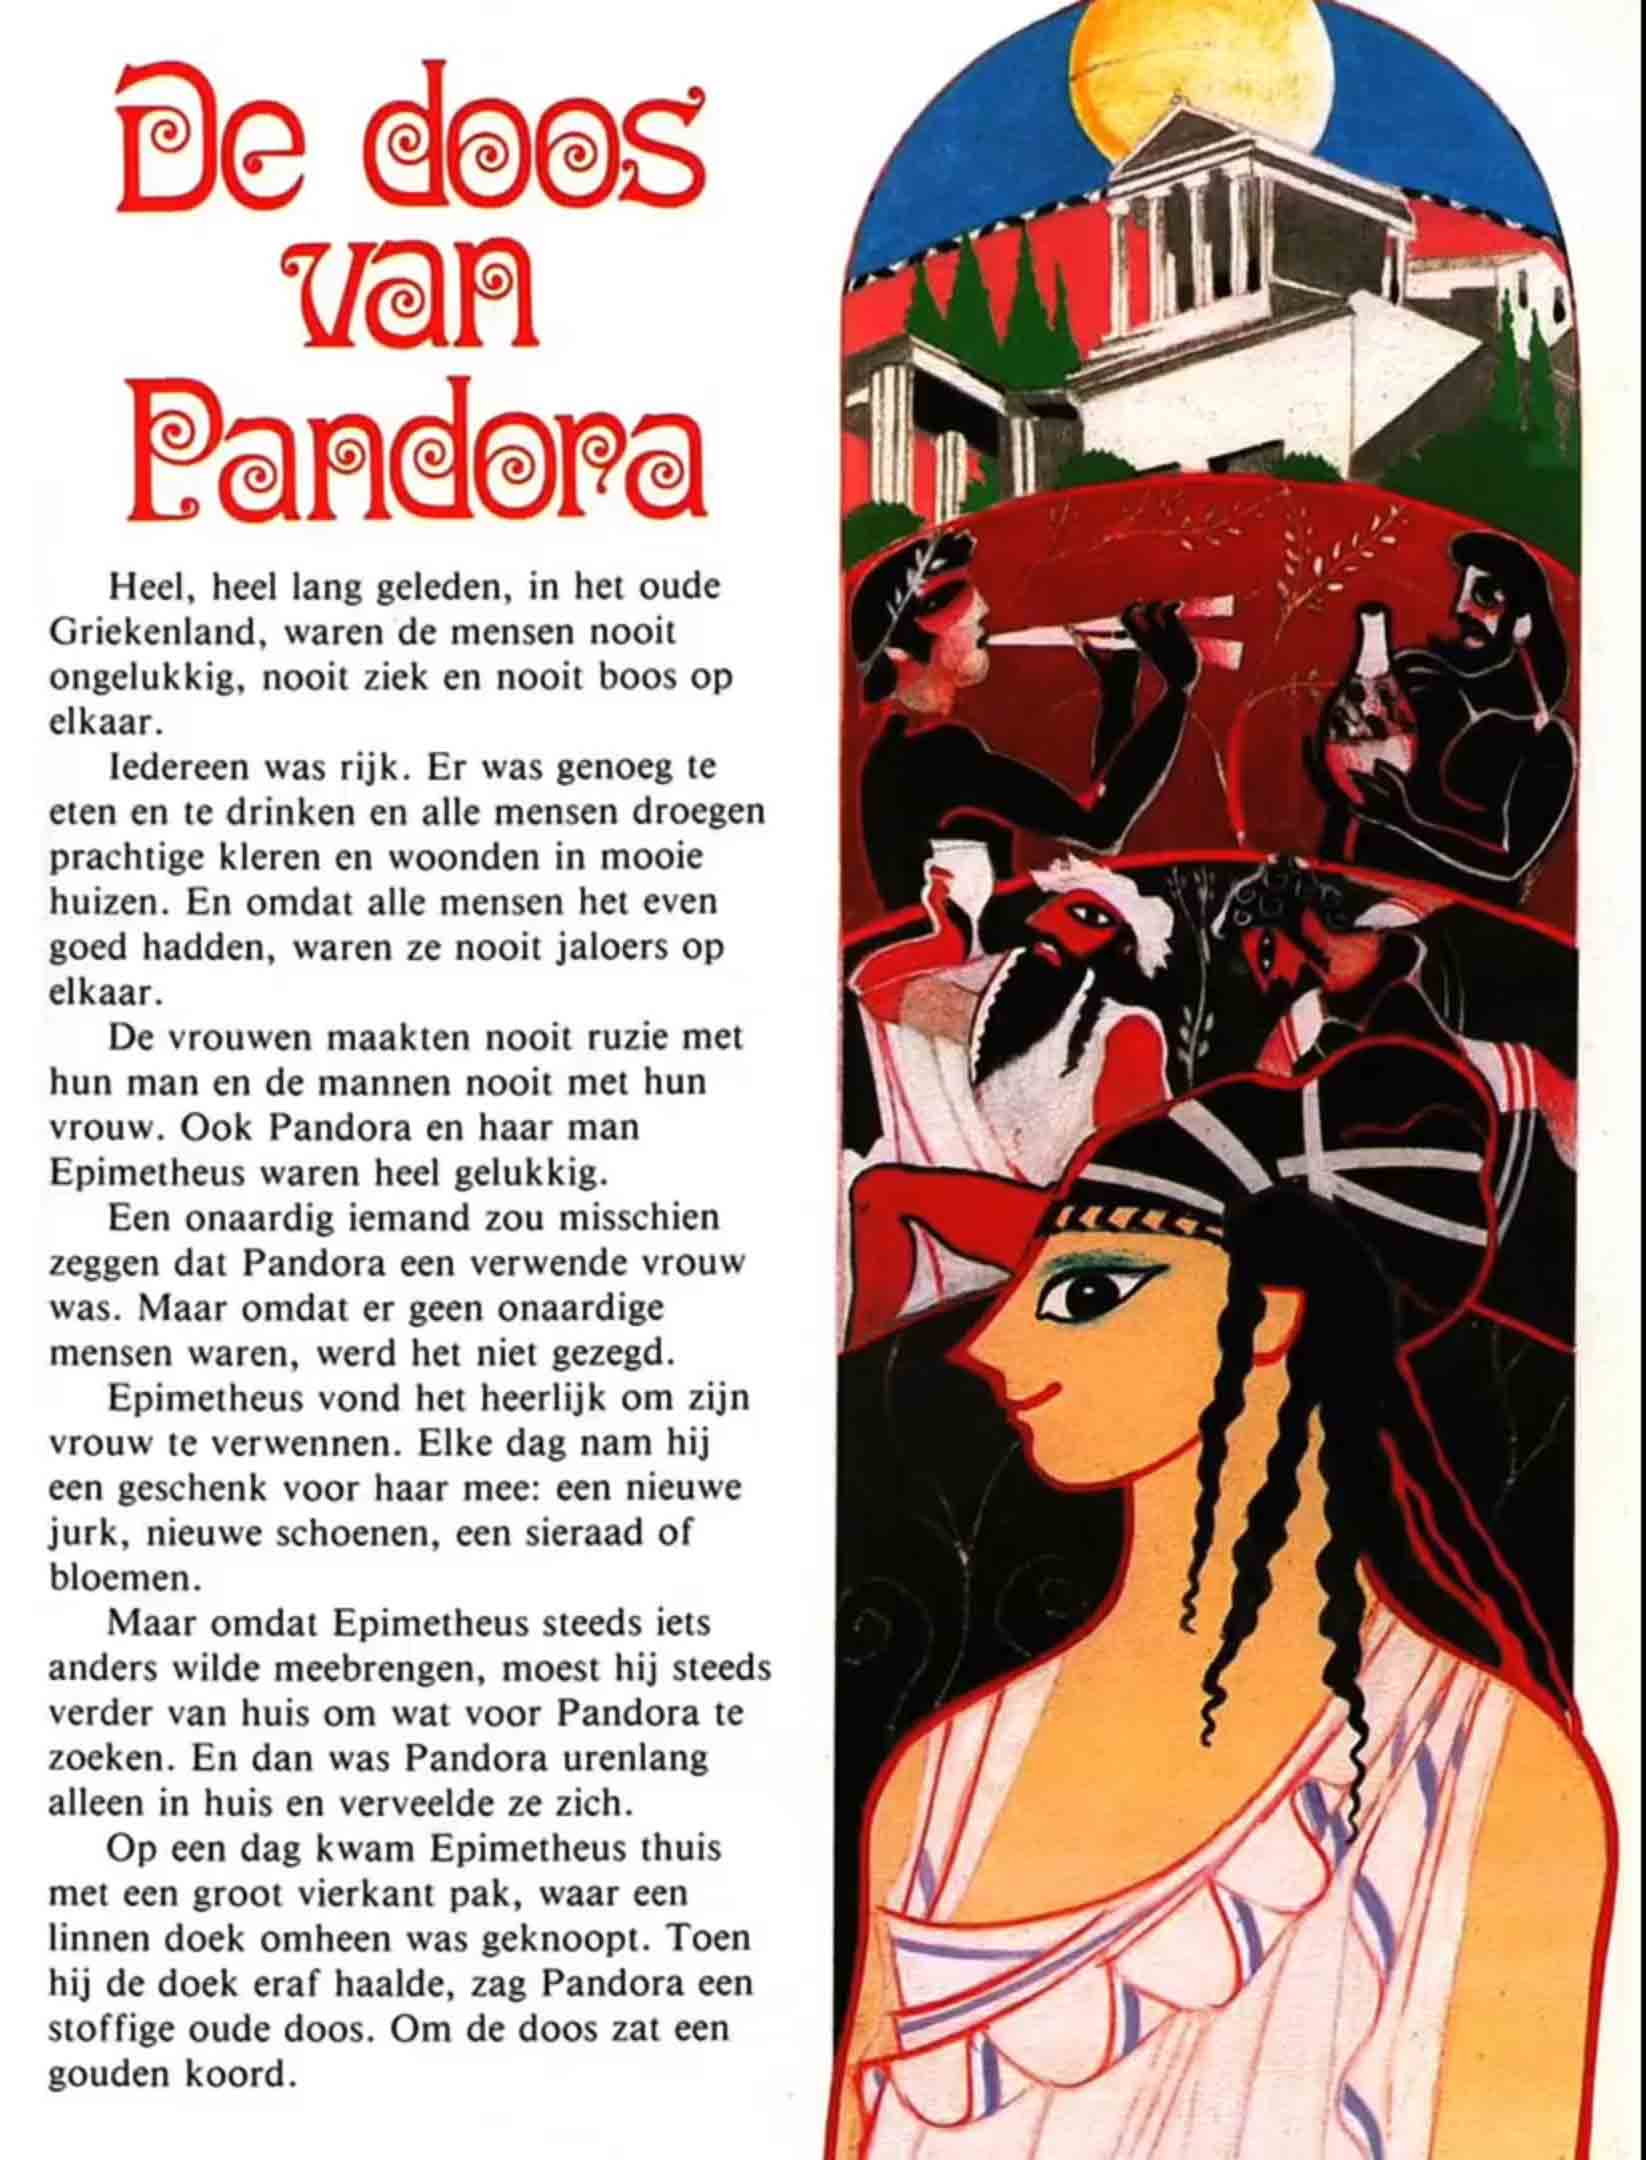 De doos
van
Pandora
Heel, heel lang geleden, in het oude
Griekenland, waren de mensen nooit
ongelukkig, nooit ziek en nooit boos op
elkaar.
Iedereen was rijk. Er was genoeg te
eten en te drinken en alle mensen droegen
prachtige kleren en woonden in mooie
huizen. En omdat alle mensen het even
goed hadden, waren ze nooit jaloers op
elkaar.
De vrouwen maakten nooit ruzie met
hun man en de mannen nooit met hun
vrouw. Ook Pandora en haar man
Epimetheus waren heel gelukkig.
Een onaardig iemand zou misschien
zeggen dat Pandora een verwende vrouw
was. Maar omdat er geen onaardige
mensen waren, werd het niet gezegd.
Epimetheus vond het heerlijk om zijn
vrouw te verwennen. Elke dag nam hij
een geschenk voor haar mee: een nieuwe
jurk, nieuwe schoenen, een sieraad of
bloemen.
Maar omdat Epimetheus steeds iets
anders wilde meebrengen, moest hij steeds
verder van huis om wat voor Pandora te
zoeken. En dan was Pandora urenlang
alleen in huis en verveelde ze zich.
Op een dag kwam Epimetheus thuis
met een groot vierkant pak, waar een
linnen doek omheen was geknoopt. Toen
hij de doek eraf haalde, zag Pandora een
stoffige oude doos. Om de doos zat een
gouden koord.